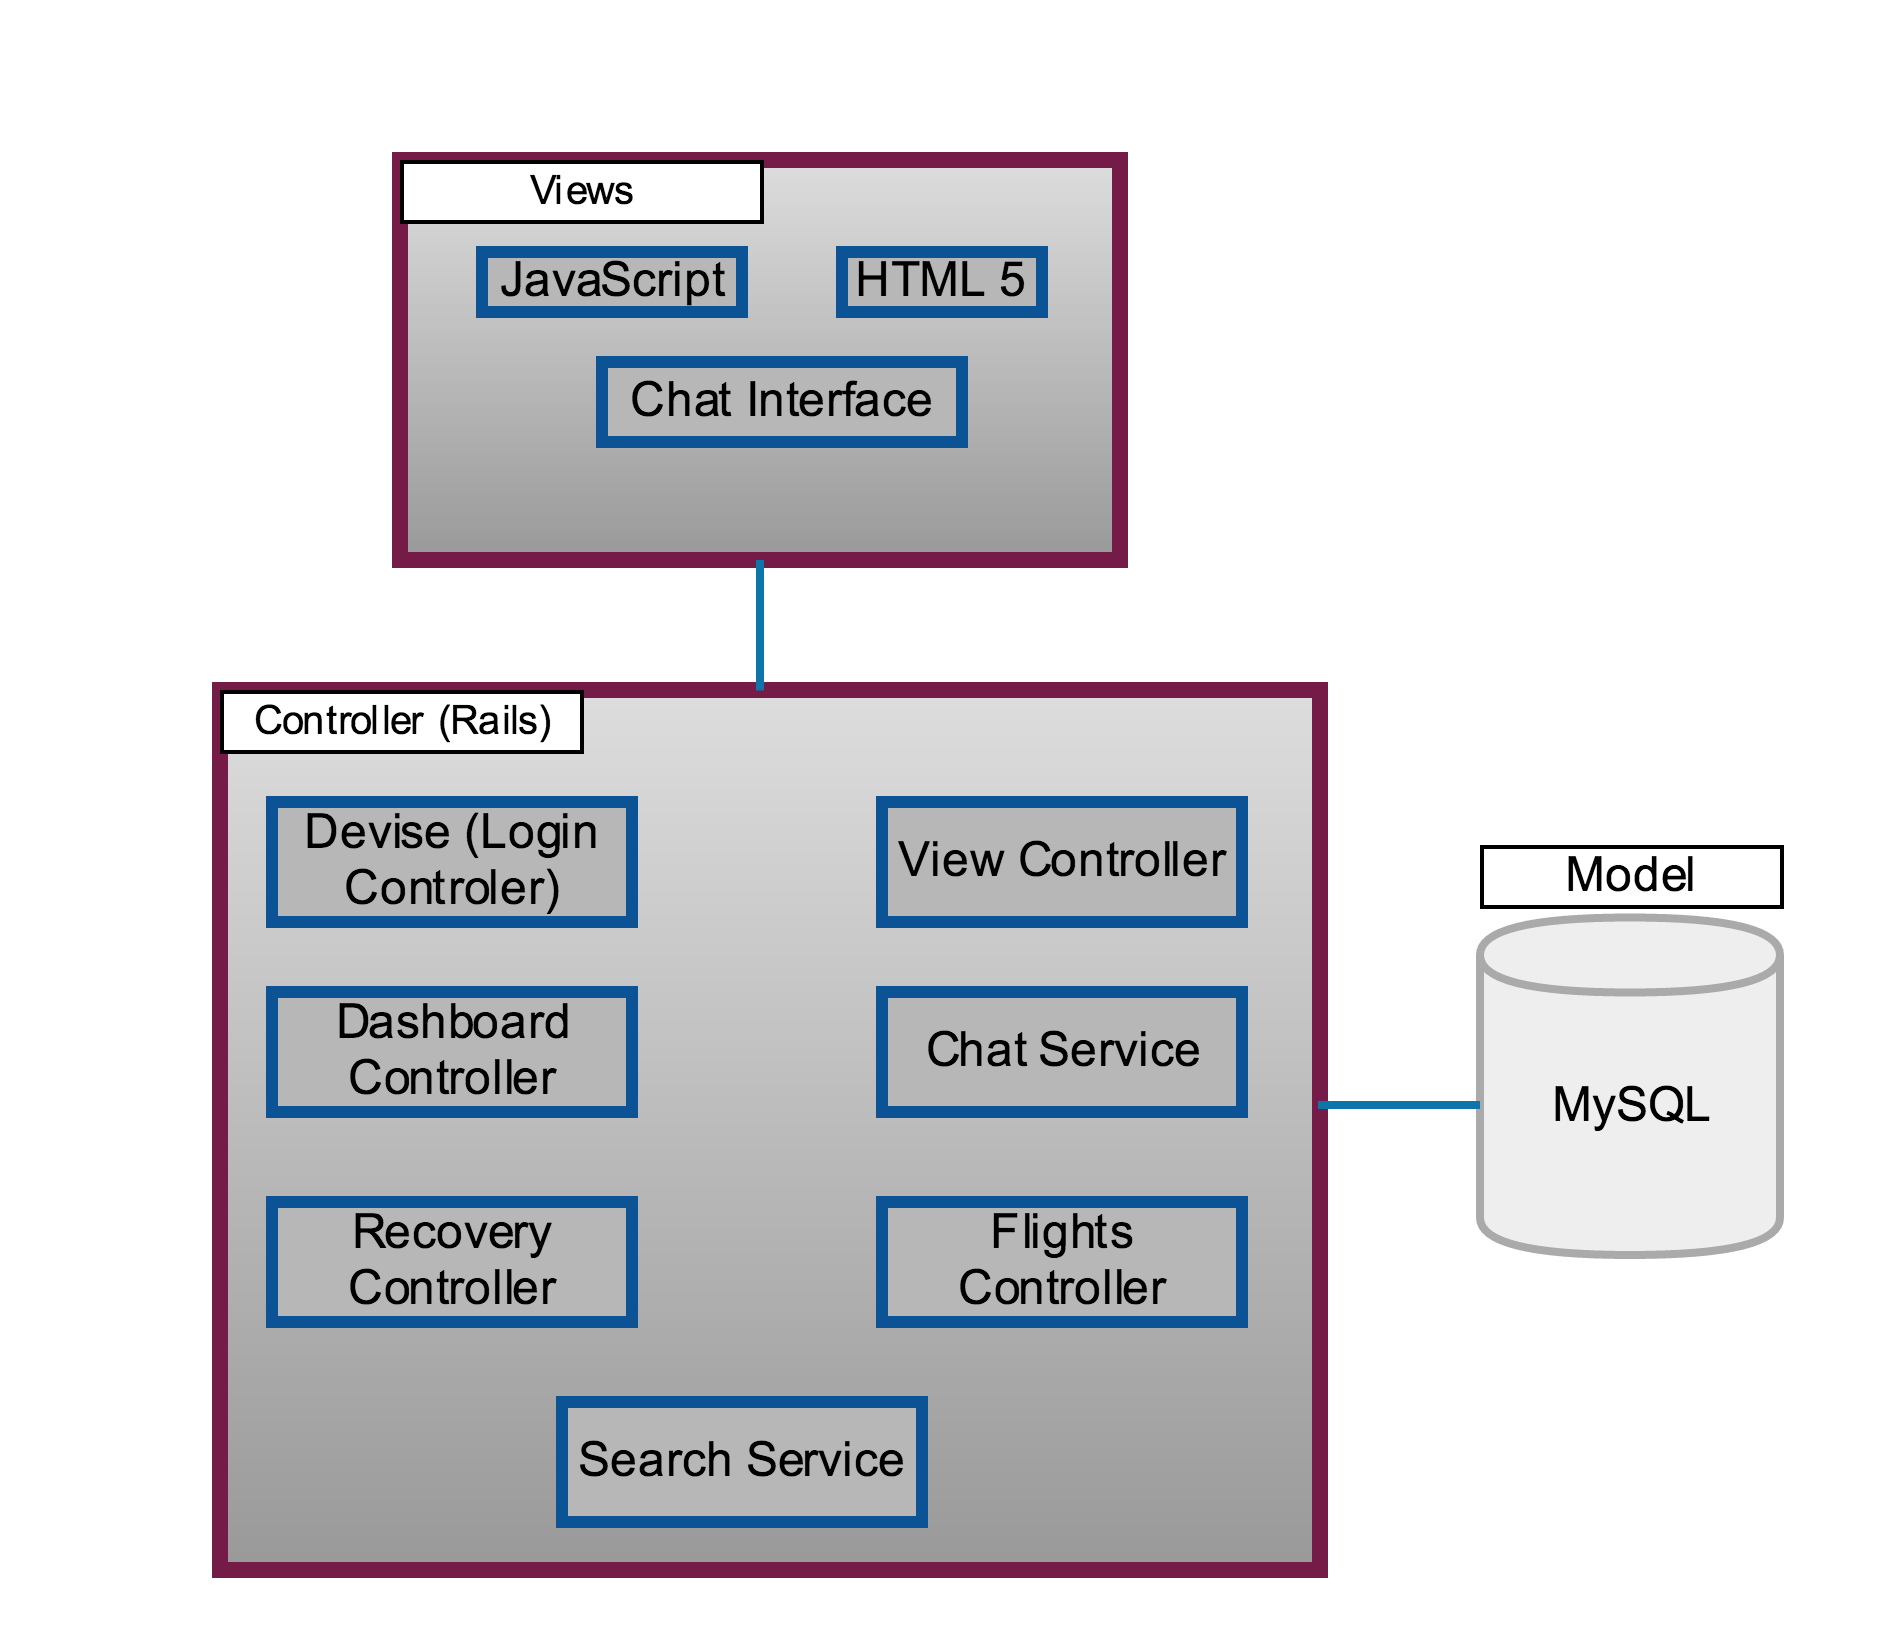 Views
JavaScript
HTML 5
Chat Interface
Controller (Rails)
Devise (Login
Controler)
View Controller
Model
Dashboard
Controller
Chat Service
MySQL
Recovery
Controller
Flights
Controller
Search Service